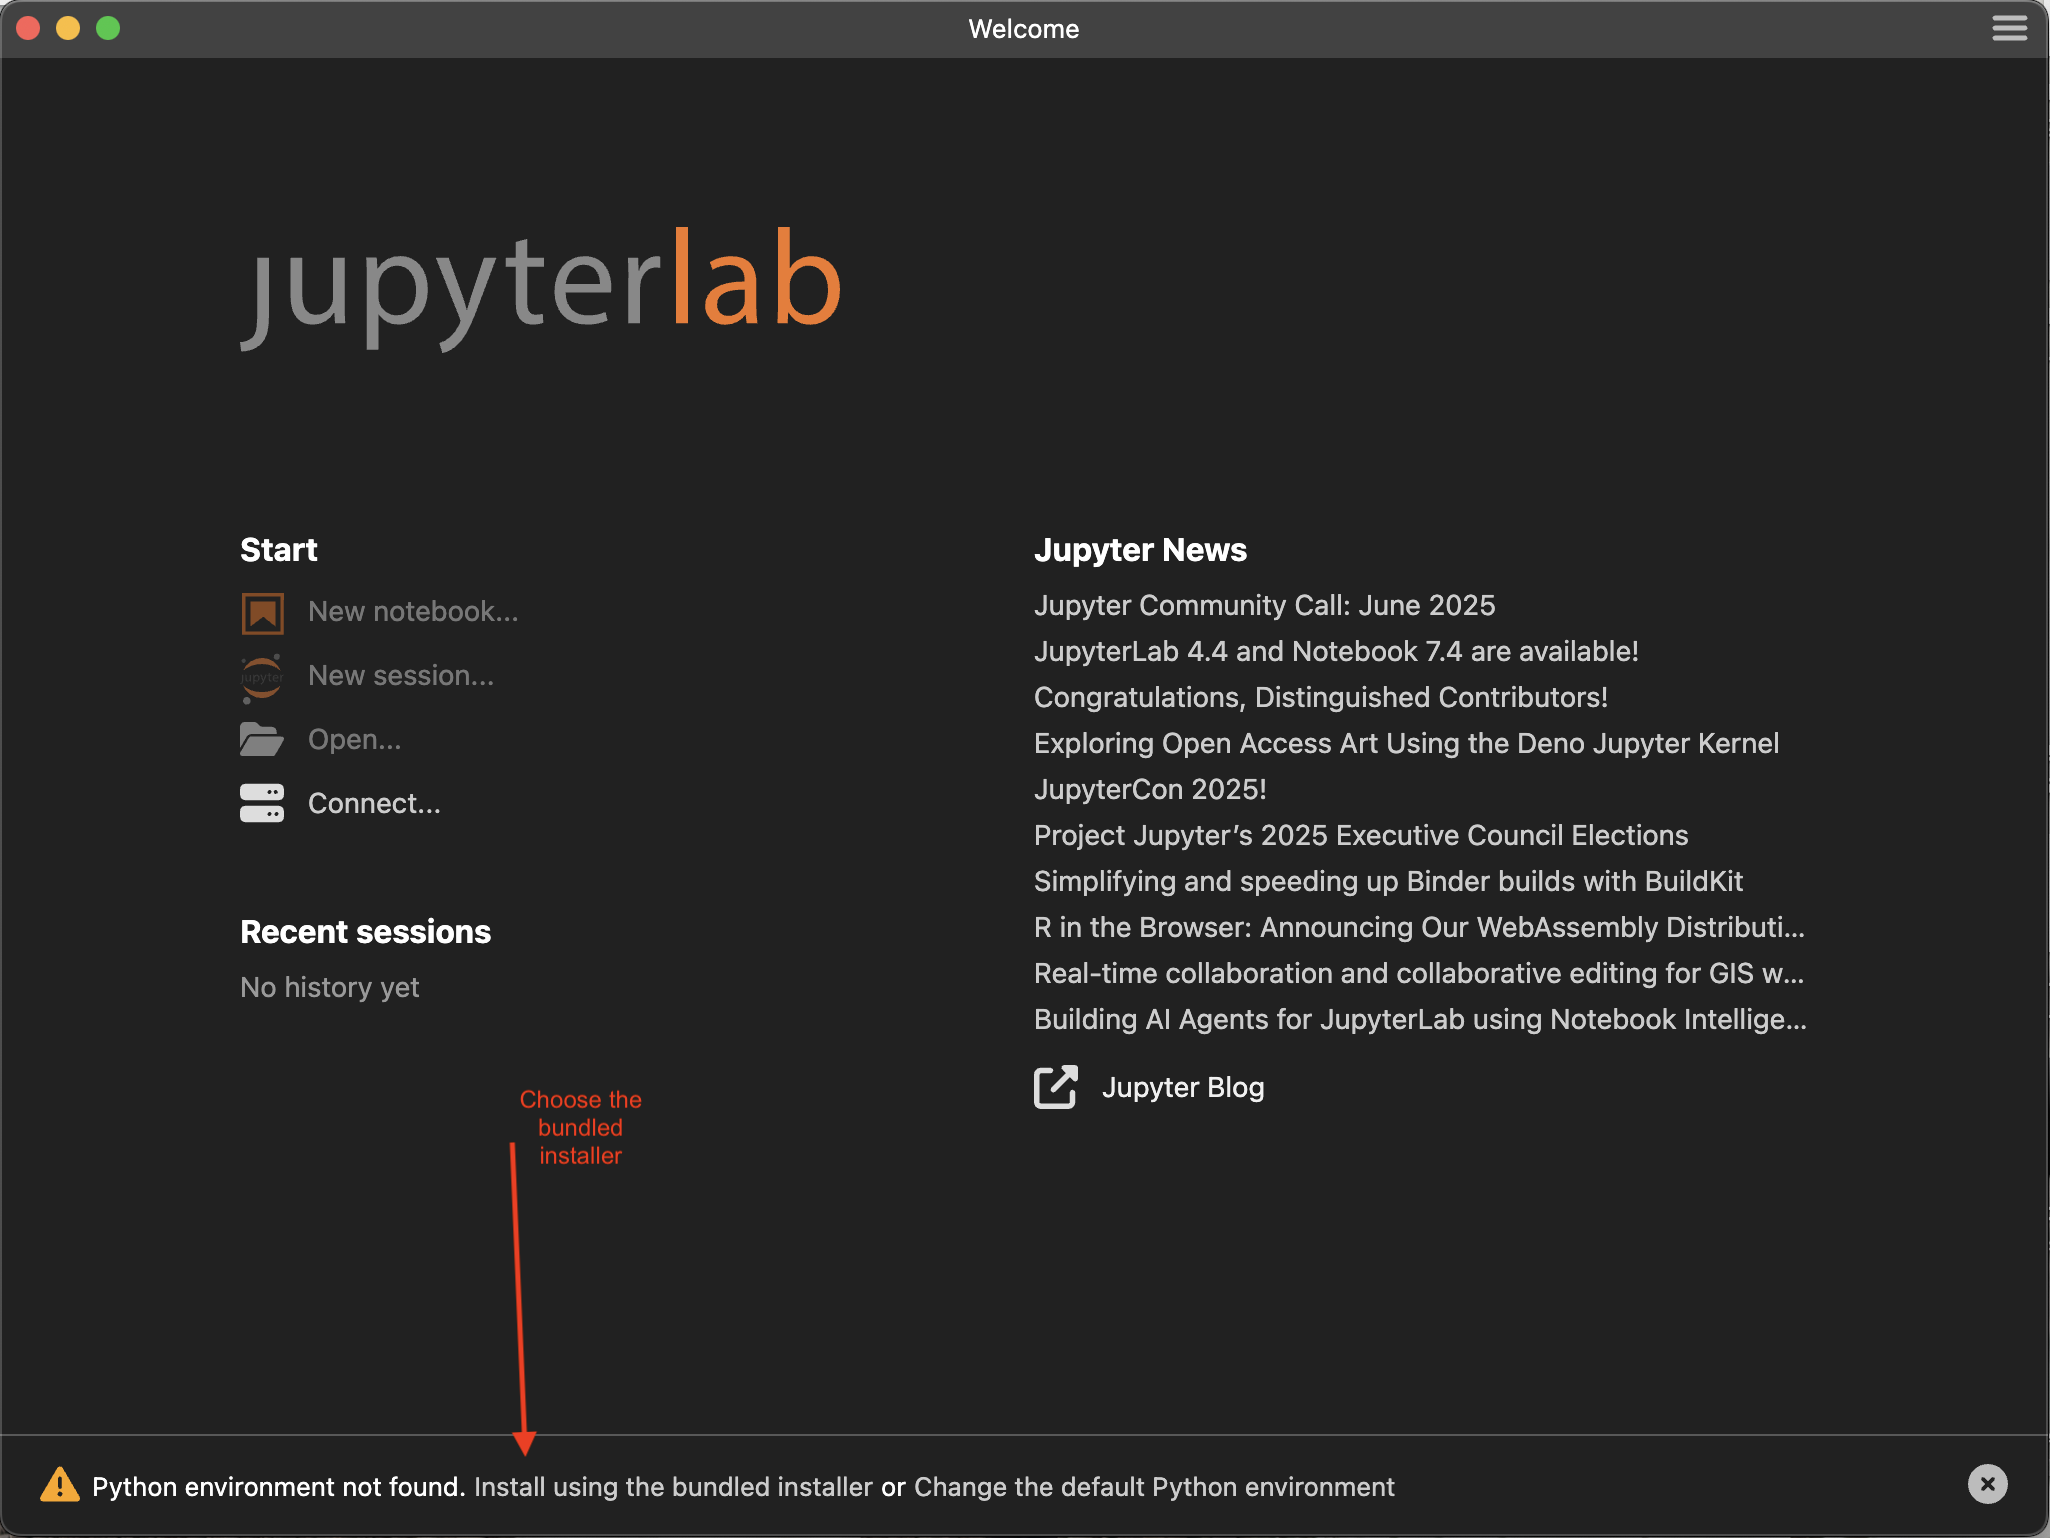 Welcome
jupyterlab
Start
New notebook...
jupyter
New session...
Open...
Connect...
Recent sessions
No history yet
Jupyter News
Jupyter Community Call: June 2025
JupyterLab 4.4 and Notebook 7.4 are available!
Congratulations, Distinguished Contributors!
Exploring Open Access Art Using the Deno Jupyter Kernel
JupyterCon 2025!
Project Jupyter’s 2025 Executive Council Elections
Simplifying and speeding up Binder builds with BuildKit
R in the Browser: Announcing Our WebAssembly Distributi...
Real-time collaboration and collaborative editing for GIS w...
Building AI Agents for JupyterLab using Notebook Intellige...
Jupyter Blog
Choose the
bundled
installer
Python environment not found. Install using the bundled installer or Change the default Python environment